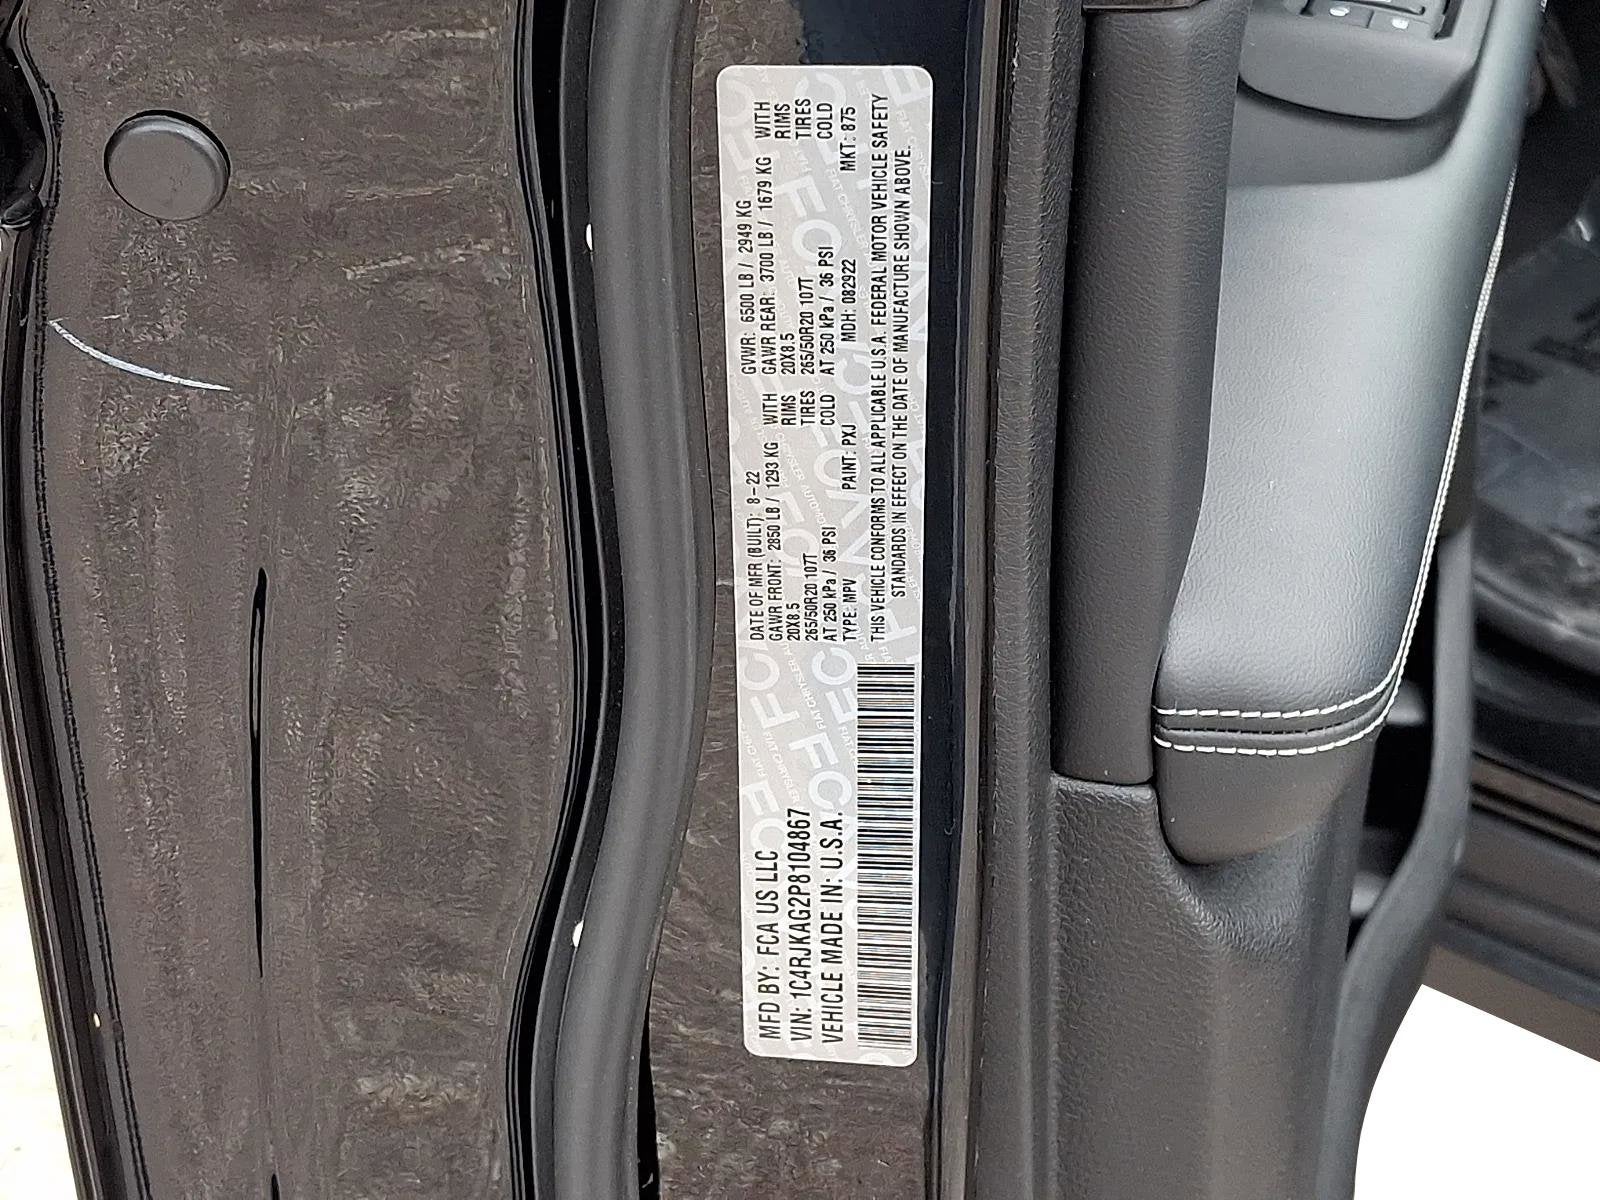 MFD BY: FCA US LLC
VIN: 1C4RJKAG2P8104867
VEHICLE MADE IN: U.S.A.
DATE OF MFR (BUILT): 8-22 GVWR: 6500 LB / 2949 KG
GAWR FRONT: 2850 LB / 1293 KG WITH GAWR REAR: 3700 LB / 1679 KG WITH
20X8.5 RIMS 20X8.5 RIMS
265/50R20 107T TIRES 265/50R20 107T TIRES
AT 250 kPa / 36 PSI COLD AT 250 kPa / 36 PSI COLD
TYPE: MPV PAINT: PXJ MDH: 082922 MKT: 875
THIS VEHICLE CONFORMS TO ALL APPLICABLE U.S.A. FEDERAL MOTOR VEHICLE SAFETY
STANDARDS IN EFFECT ON THE DATE OF MANUFACTURE SHOWN ABOVE.